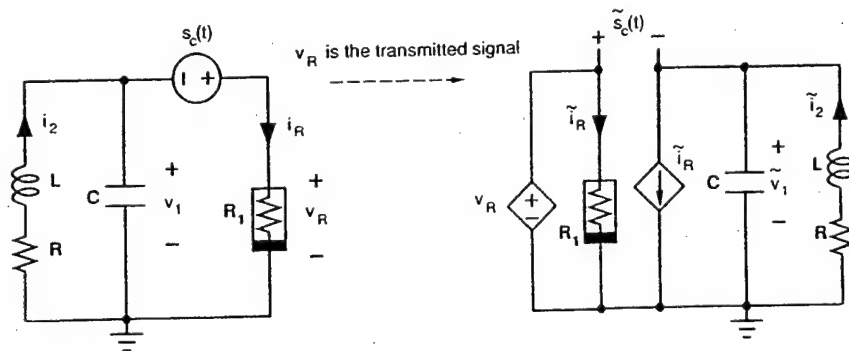 s_c(t)
v_R is the transmitted signal
+ s̃_c(t) −
i_2
L
R
C
+
v_1
−
− +
i_R
R_1
+
v_R
−
v_R
+
−
ĩ_R
R_1
ĩ_R
C
+
ṽ_1
−
ĩ_2
L
R